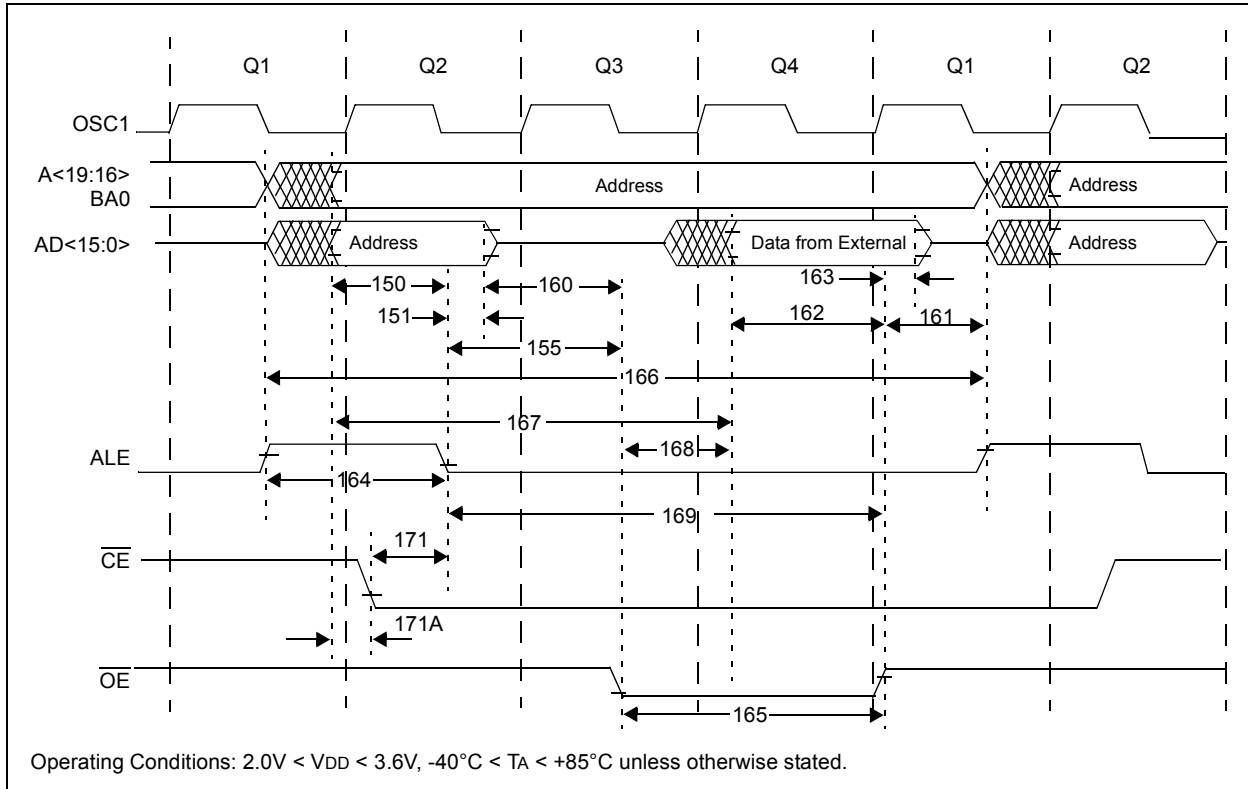 Q1 Q2 Q3 Q4 Q1 Q2
OSC1
A<19:16>
BA0
Address
Address
AD<15:0>
Address
Data from External
Address
163
150
160
151
162
161
155
166
167
168
ALE
164
169
171
CE
171A
OE
165
Operating Conditions: 2.0V < VDD < 3.6V, -40°C < TA < +85°C unless otherwise stated.